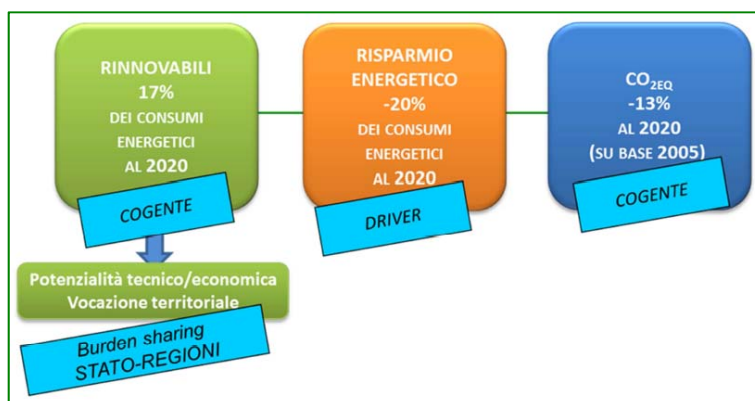 RINNOVABILI
17%
DEI CONSUMI
ENERGETICI
AL 2020
COGENTE
RISPARMIO
ENERGETICO
-20%
DEI CONSUMI
ENERGETICI
AL 2020
DRIVER
CO2EQ
-13%
AL 2020
(SU BASE 2005)
COGENTE
Potenzialità tecnico/economica
Vocazione territoriale
Burden sharing
STATO-REGIONI